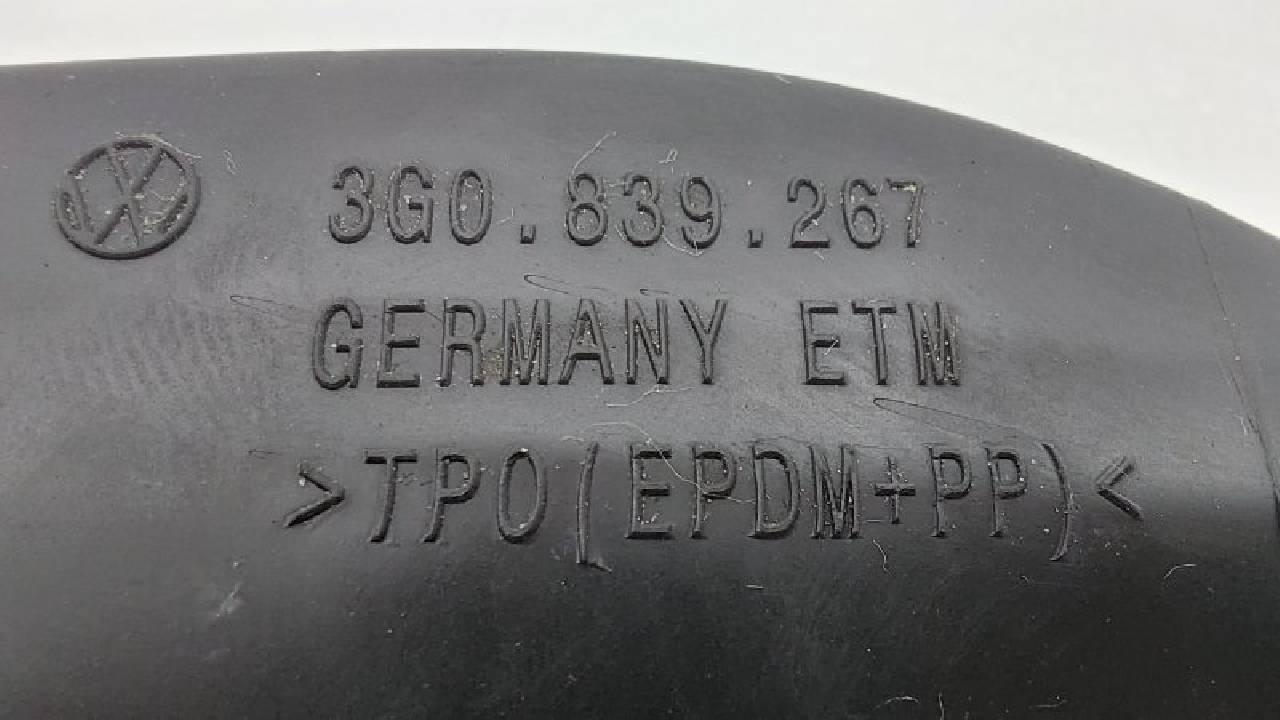 3G0.839.267
GERMANY ETM
>TPO(EPDM+PP)<